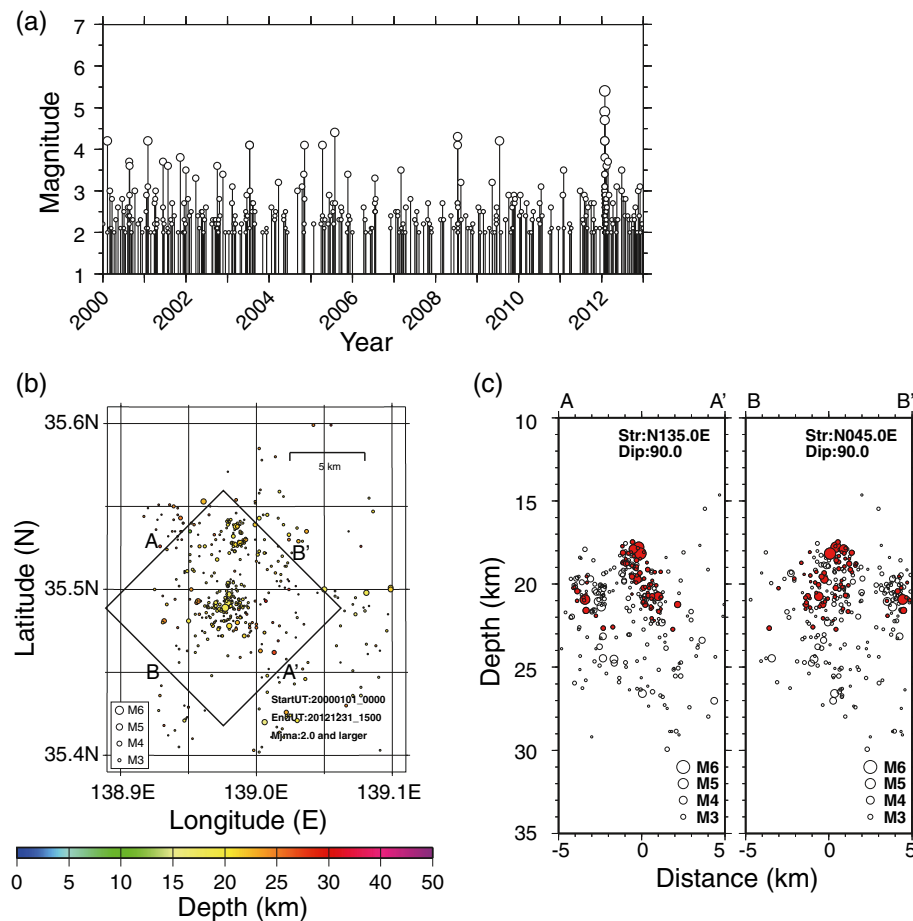 (a)
7
6
5
4
3
2
1
Magnitude
2000
2002
2004
2006
2008
2010
2012
Year
(b)
35.6N
35.5N
35.4N
Latitude (N)
5 km
A
B'
B
A'
M6
M5
M4
M3
StartUT:20000101_0000
EndUT:20121231_1500
Mjma:2.0 and larger
138.9E
139.0E
139.1E
Longitude (E)
0 5 10 15 20 25 30 35 40 45 50
Depth (km)
(c)
A A' B B'
10
15
20
25
30
35
Depth (km)
Str:N135.0E
Dip:90.0
M6
M5
M4
M3
Str:N045.0E
Dip:90.0
M6
M5
M4
M3
-5 0 5
-5 0 5
Distance (km)